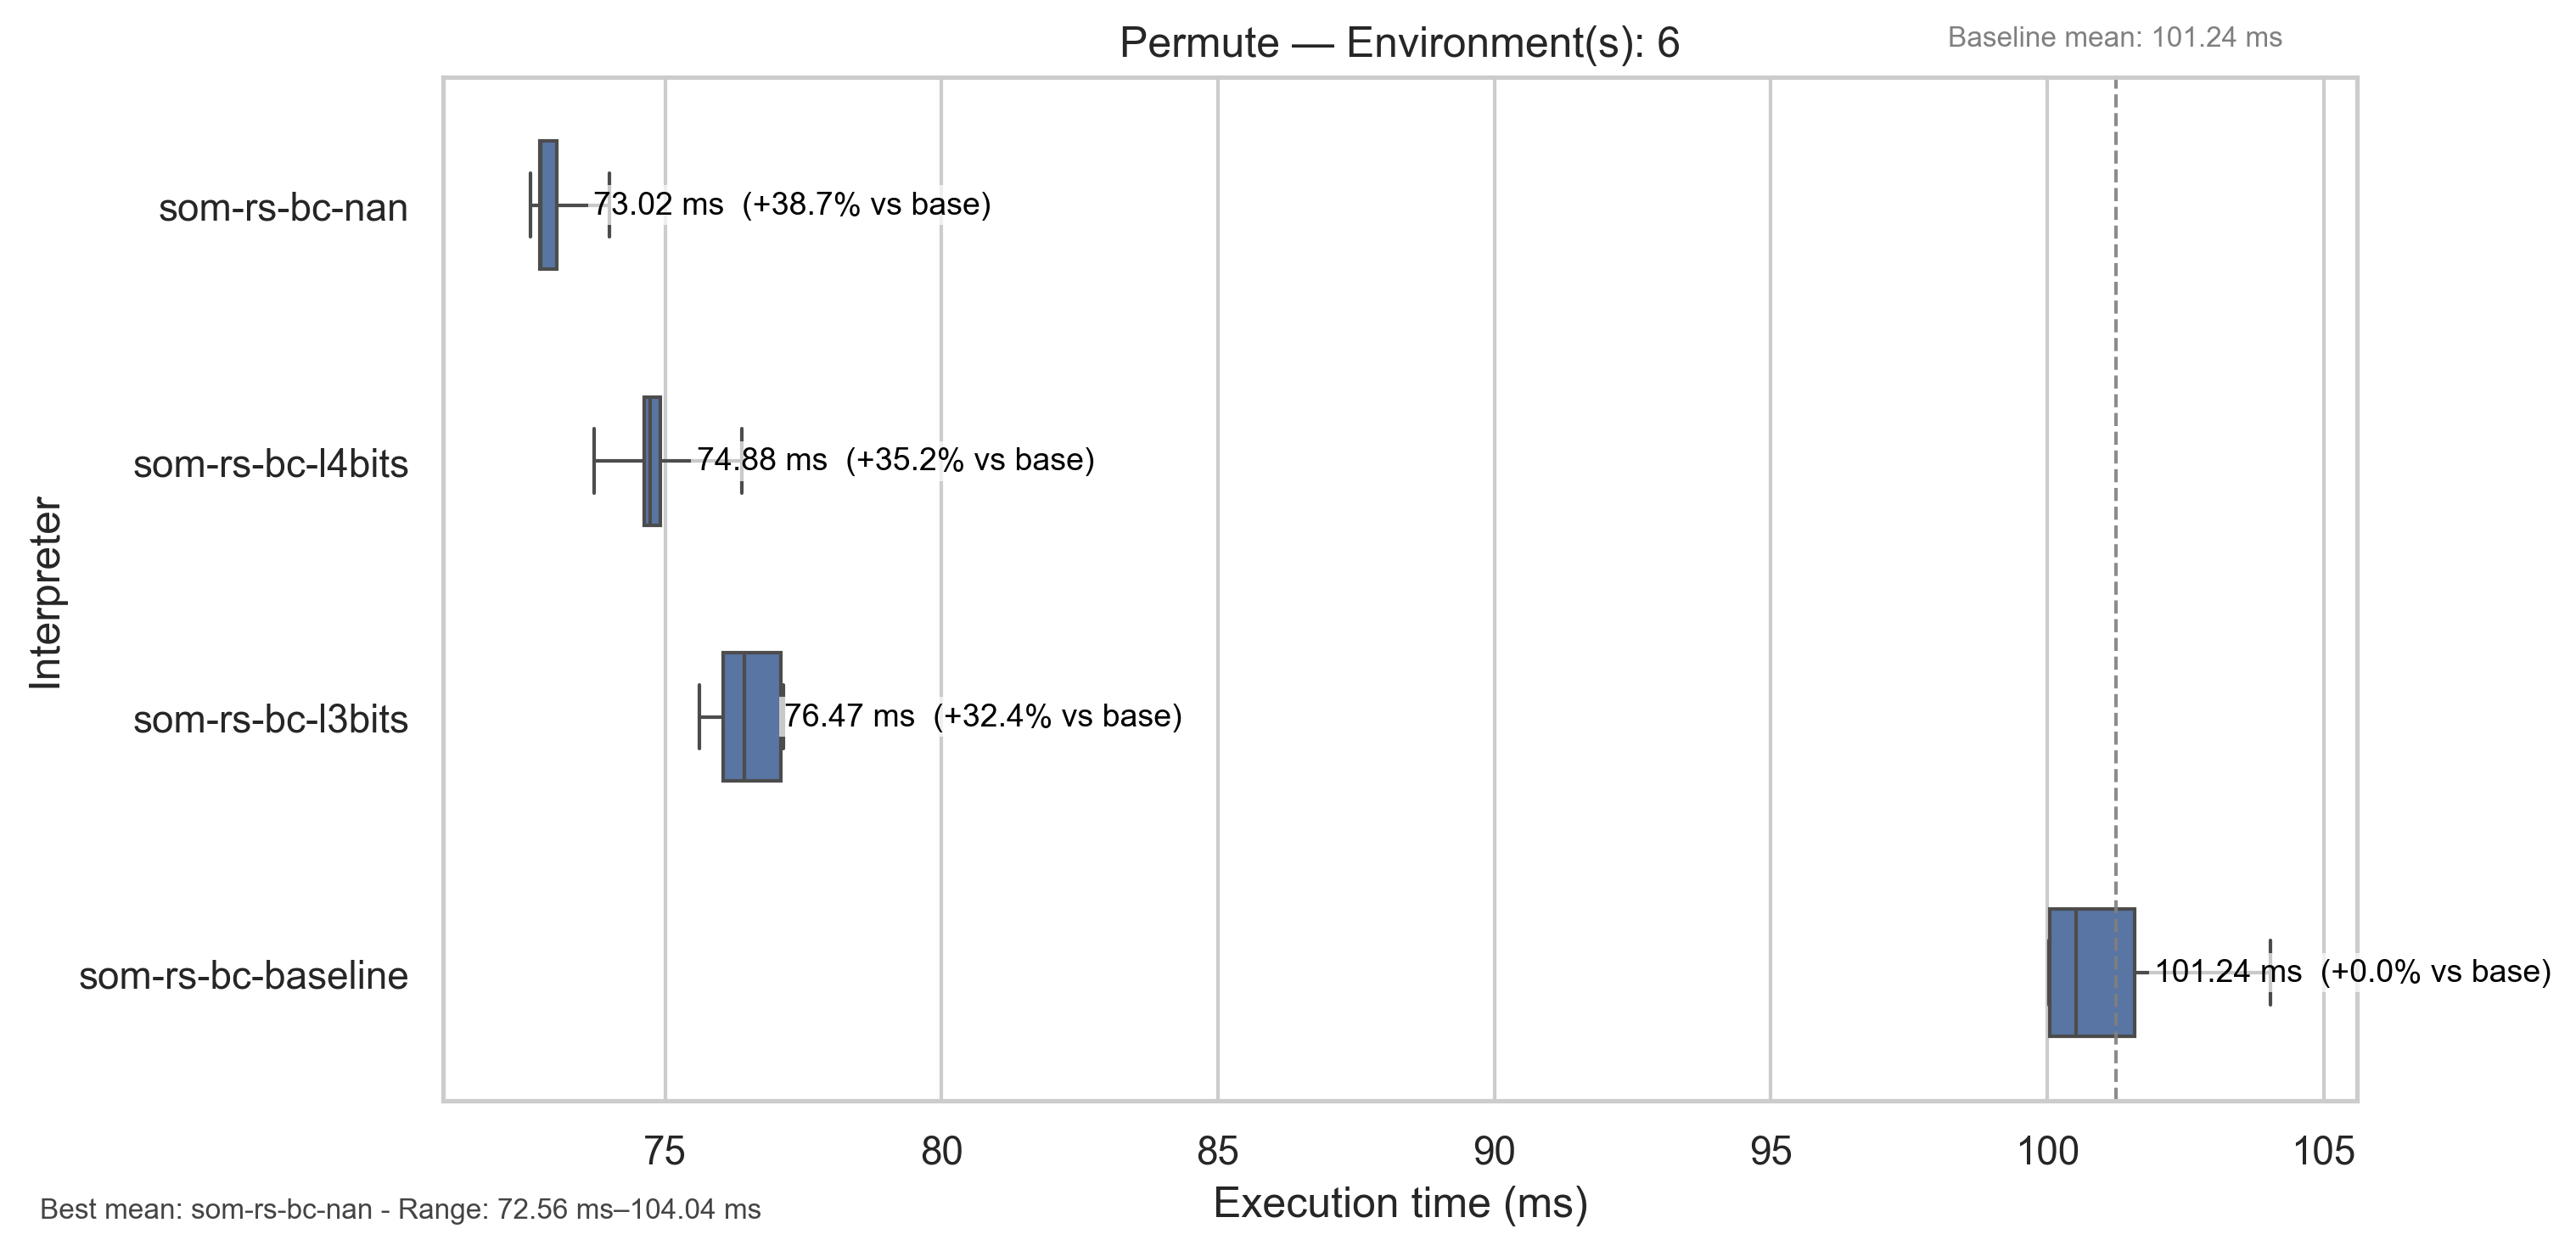 Permute — Environment(s): 6
Baseline mean: 101.24 ms
som-rs-bc-nan
73.02 ms (+38.7% vs base)
som-rs-bc-l4bits
74.88 ms (+35.2% vs base)
Interpreter
som-rs-bc-l3bits
76.47 ms (+32.4% vs base)
som-rs-bc-baseline
101.24 ms (+0.0% vs base)
75 80 85 90 95 100 105
Execution time (ms)
Best mean: som-rs-bc-nan - Range: 72.56 ms–104.04 ms